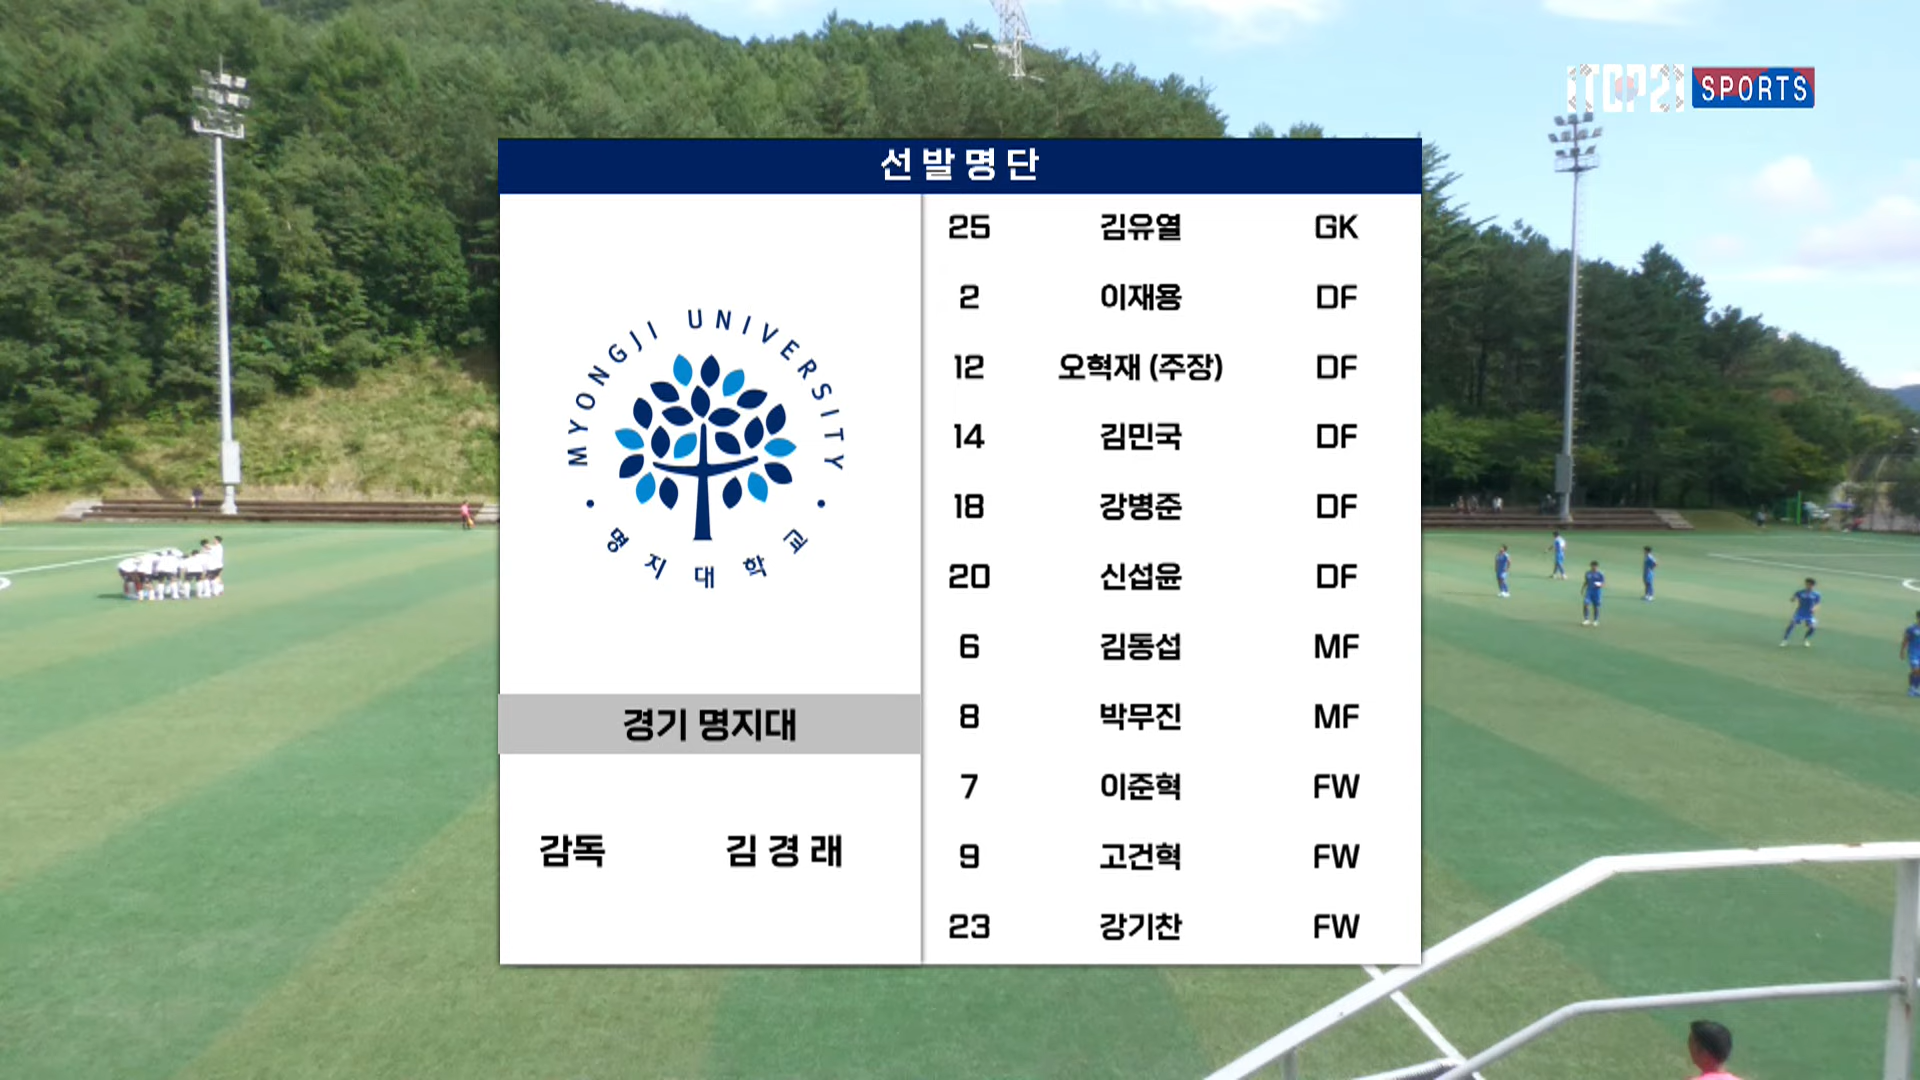 iTOP21 SPORTS
선발명단
MYONGJI UNIVERSITY
명지대학교
경기 명지대
감독 김경래
25 김유열 GK
2 이재용 DF
12 오혁재 (주장) DF
14 김민국 DF
18 강병준 DF
20 신섭윤 DF
6 김동섭 MF
8 박무진 MF
7 이준혁 FW
9 고건혁 FW
23 강기찬 FW